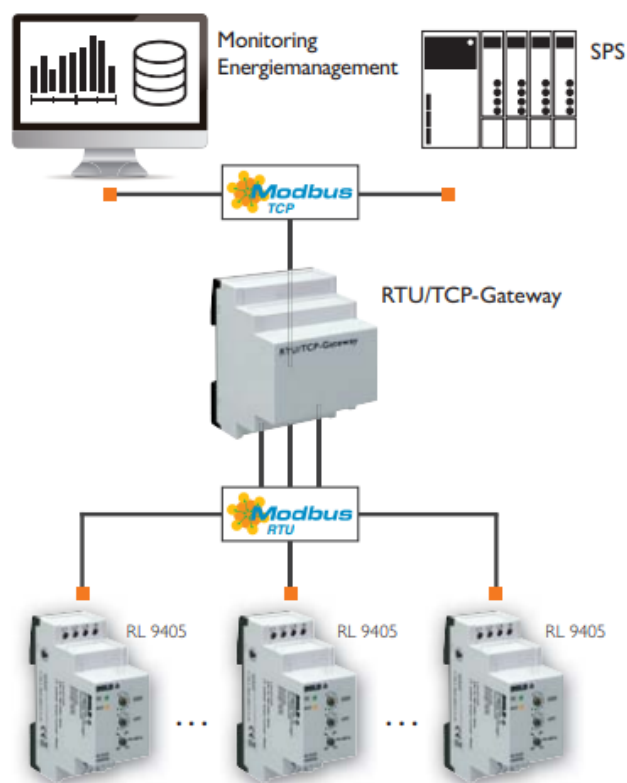 Monitoring
Energiemanagement
SPS
Modbus
TCP
RTU/TCP-Gateway
RTU/TCP-Gateway
Modbus
RTU
RL 9405
RL 9405
RL 9405